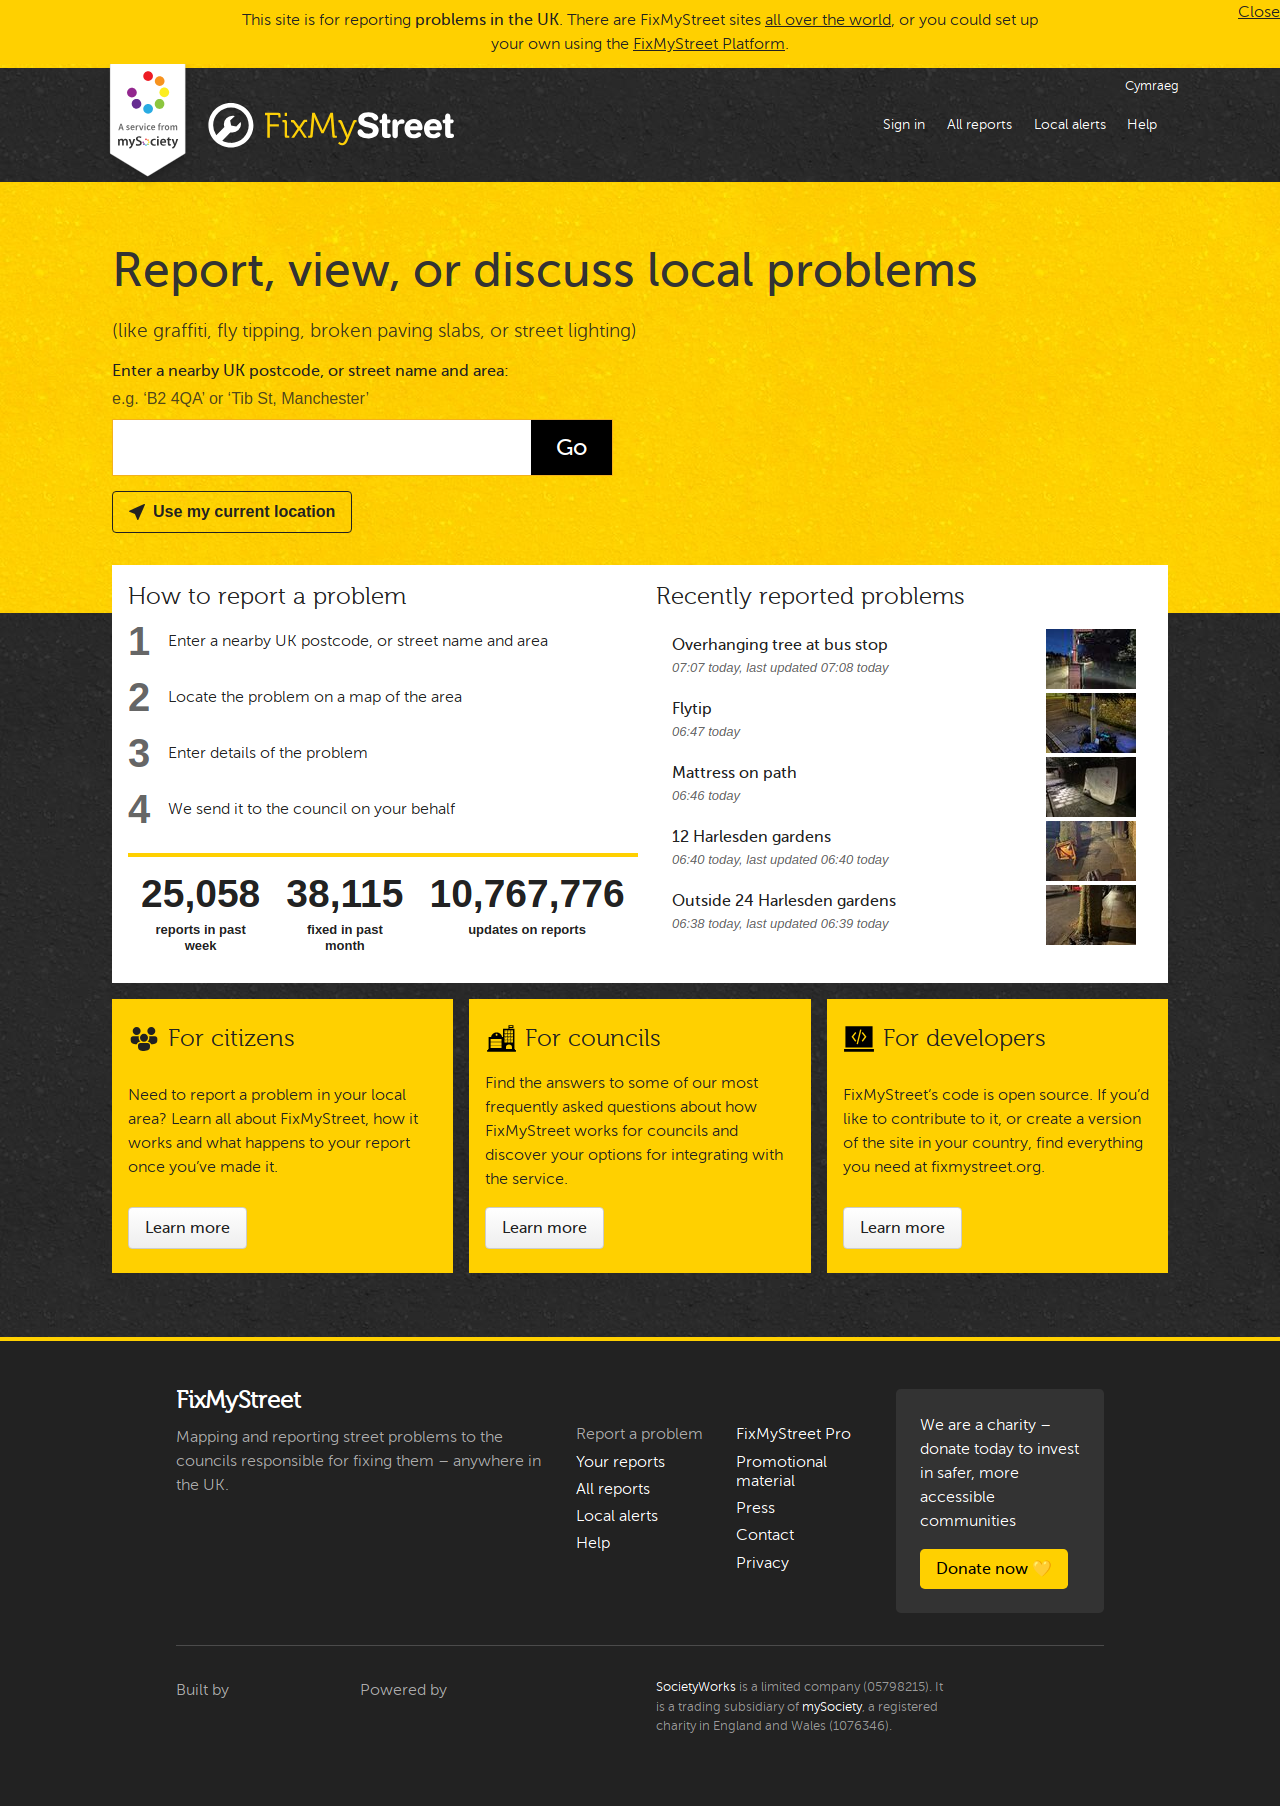 This site is for reporting problems in the UK. There are FixMyStreet sites all over the world, or you could set up
your own using the FixMyStreet Platform.
Close
Cymraeg
A service from
mySociety
FixMyStreet
Sign in All reports Local alerts Help
Report, view, or discuss local problems
(like graffiti, fly tipping, broken paving slabs, or street lighting)
Enter a nearby UK postcode, or street name and area:
e.g. ‘B2 4QA’ or ‘Tib St, Manchester’
Go
Use my current location
How to report a problem
1 Enter a nearby UK postcode, or street name and area
2 Locate the problem on a map of the area
3 Enter details of the problem
4 We send it to the council on your behalf
25,058 38,115 10,767,776
reports in past fixed in past updates on reports
week month
Recently reported problems
Overhanging tree at bus stop
07:07 today, last updated 07:08 today
Flytip
06:47 today
Mattress on path
06:46 today
12 Harlesden gardens
06:40 today, last updated 06:40 today
Outside 24 Harlesden gardens
06:38 today, last updated 06:39 today
For citizens
Need to report a problem in your local
area? Learn all about FixMyStreet, how it
works and what happens to your report
once you’ve made it.
Learn more
For councils
Find the answers to some of our most
frequently asked questions about how
FixMyStreet works for councils and
discover your options for integrating with
the service.
Learn more
For developers
FixMyStreet’s code is open source. If you’d
like to contribute to it, or create a version
of the site in your country, find everything
you need at fixmystreet.org.
Learn more
FixMyStreet
Mapping and reporting street problems to the
councils responsible for fixing them – anywhere in
the UK.
Report a problem
Your reports
All reports
Local alerts
Help
FixMyStreet Pro
Promotional
material
Press
Contact
Privacy
We are a charity –
donate today to invest
in safer, more
accessible
communities
Donate now 💛
Built by
Powered by
SocietyWorks is a limited company (05798215). It
is a trading subsidiary of mySociety, a registered
charity in England and Wales (1076346).